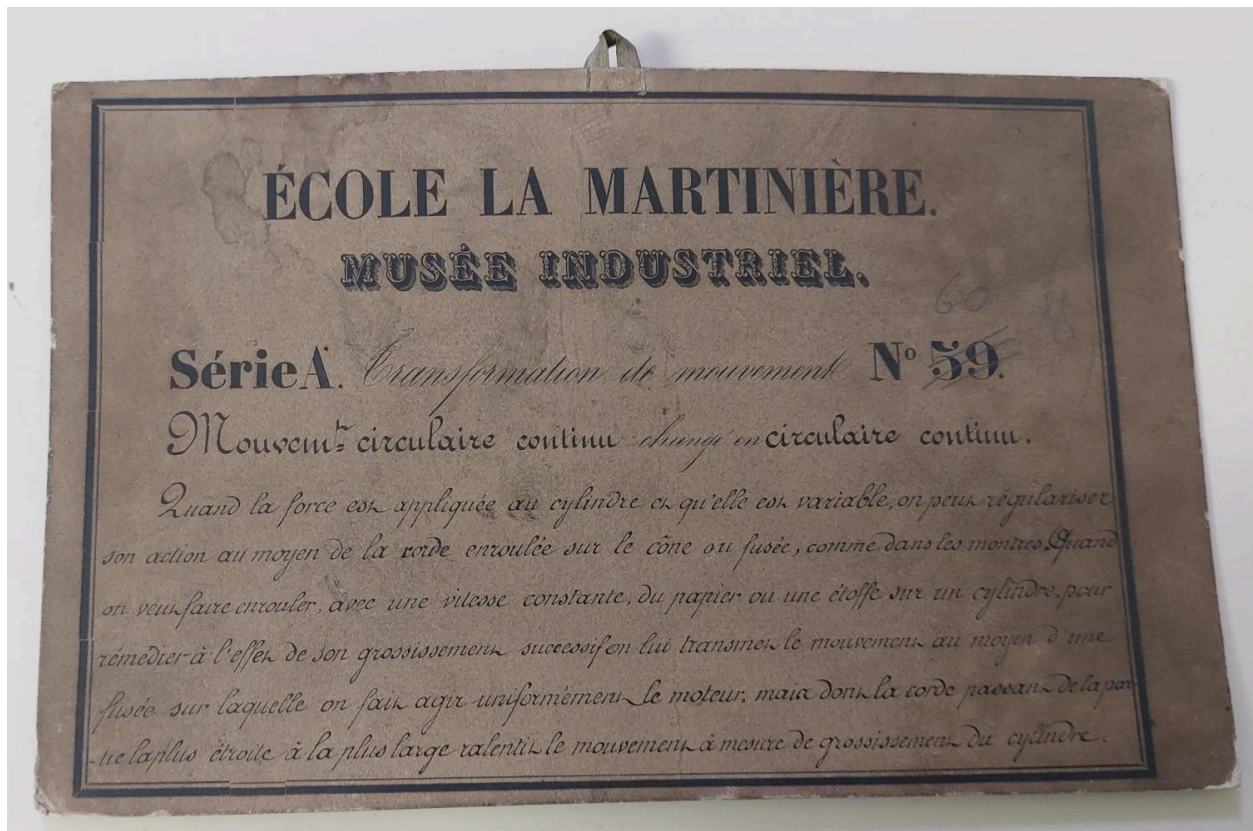 ÉCOLE LA MARTINIÈRE.
MUSÉE INDUSTRIEL.
60
Série A. Transformation de mouvement No 59.
Mouvemt circulaire continu changé en circulaire continu.
Quand la force est appliquée au cylindre et qu'elle est variable, on peut régulariser
son action au moyen de la corde enroulée sur le cône ou fusée, comme dans les montres. Quand
on veut faire enrouler, avec une vitesse constante, du papier ou une étoffe sur un cylindre, pour
rémedier à l'effet de son grossissement successif on lui transmet le mouvement au moyen d'une
fusée sur laquelle on fait agir uniformément le moteur, mais dont la corde passant de la par-
-tie la plus étroite à la plus large ralentit le mouvement à mesure de grossissement du cylindre.